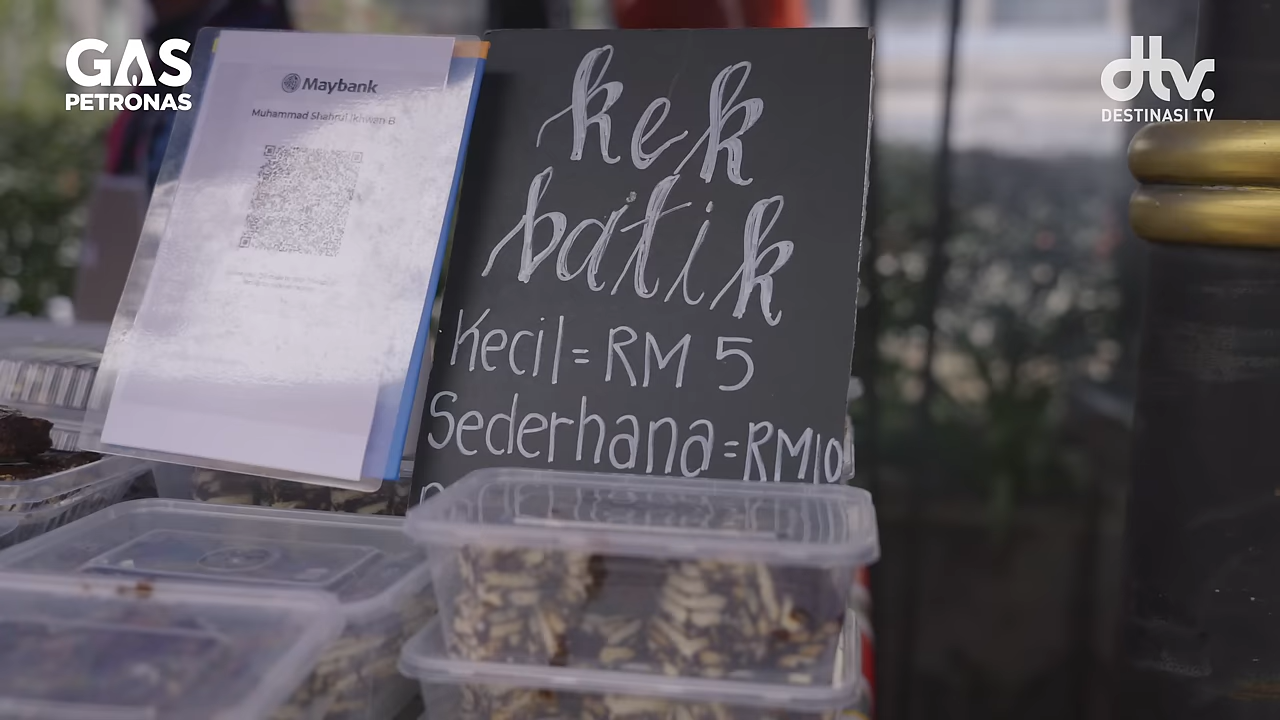 GAS
PETRONAS
dtv.
DESTINASI TV
Maybank
Muhammad Shahrul Ikhwan B
kek
batik
Kecil = RM 5
Sederhana = RM10